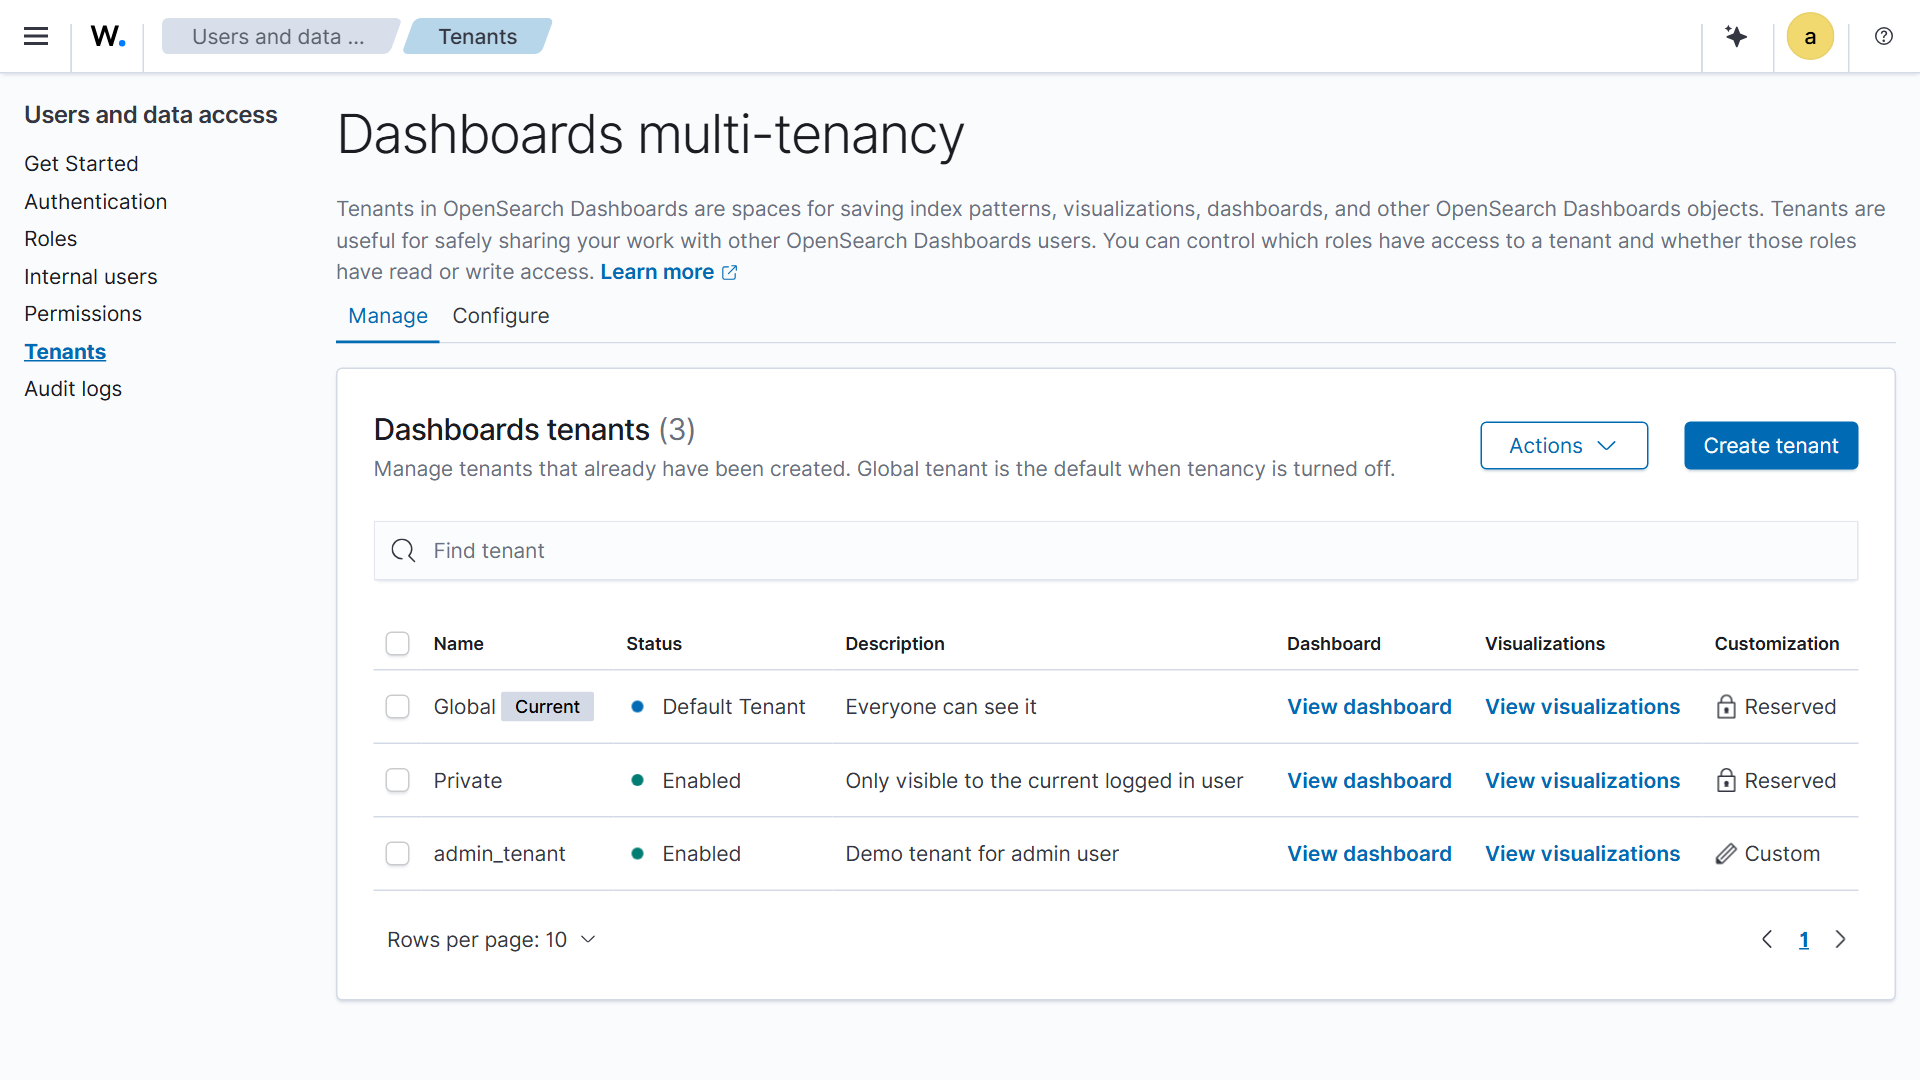 W.
Users and data ...
Tenants
a
Users and data access
Get Started
Authentication
Roles
Internal users
Permissions
Tenants
Audit logs
Dashboards multi-tenancy
Tenants in OpenSearch Dashboards are spaces for saving index patterns, visualizations, dashboards, and other OpenSearch Dashboards objects. Tenants are
useful for safely sharing your work with other OpenSearch Dashboards users. You can control which roles have access to a tenant and whether those roles
have read or write access. Learn more
Manage Configure
Dashboards tenants (3)
Manage tenants that already have been created. Global tenant is the default when tenancy is turned off.
Actions
Create tenant
Find tenant
Name Status Description Dashboard Visualizations Customization
Global Current Default Tenant Everyone can see it View dashboard View visualizations Reserved
Private Enabled Only visible to the current logged in user View dashboard View visualizations Reserved
admin_tenant Enabled Demo tenant for admin user View dashboard View visualizations Custom
Rows per page: 10
1